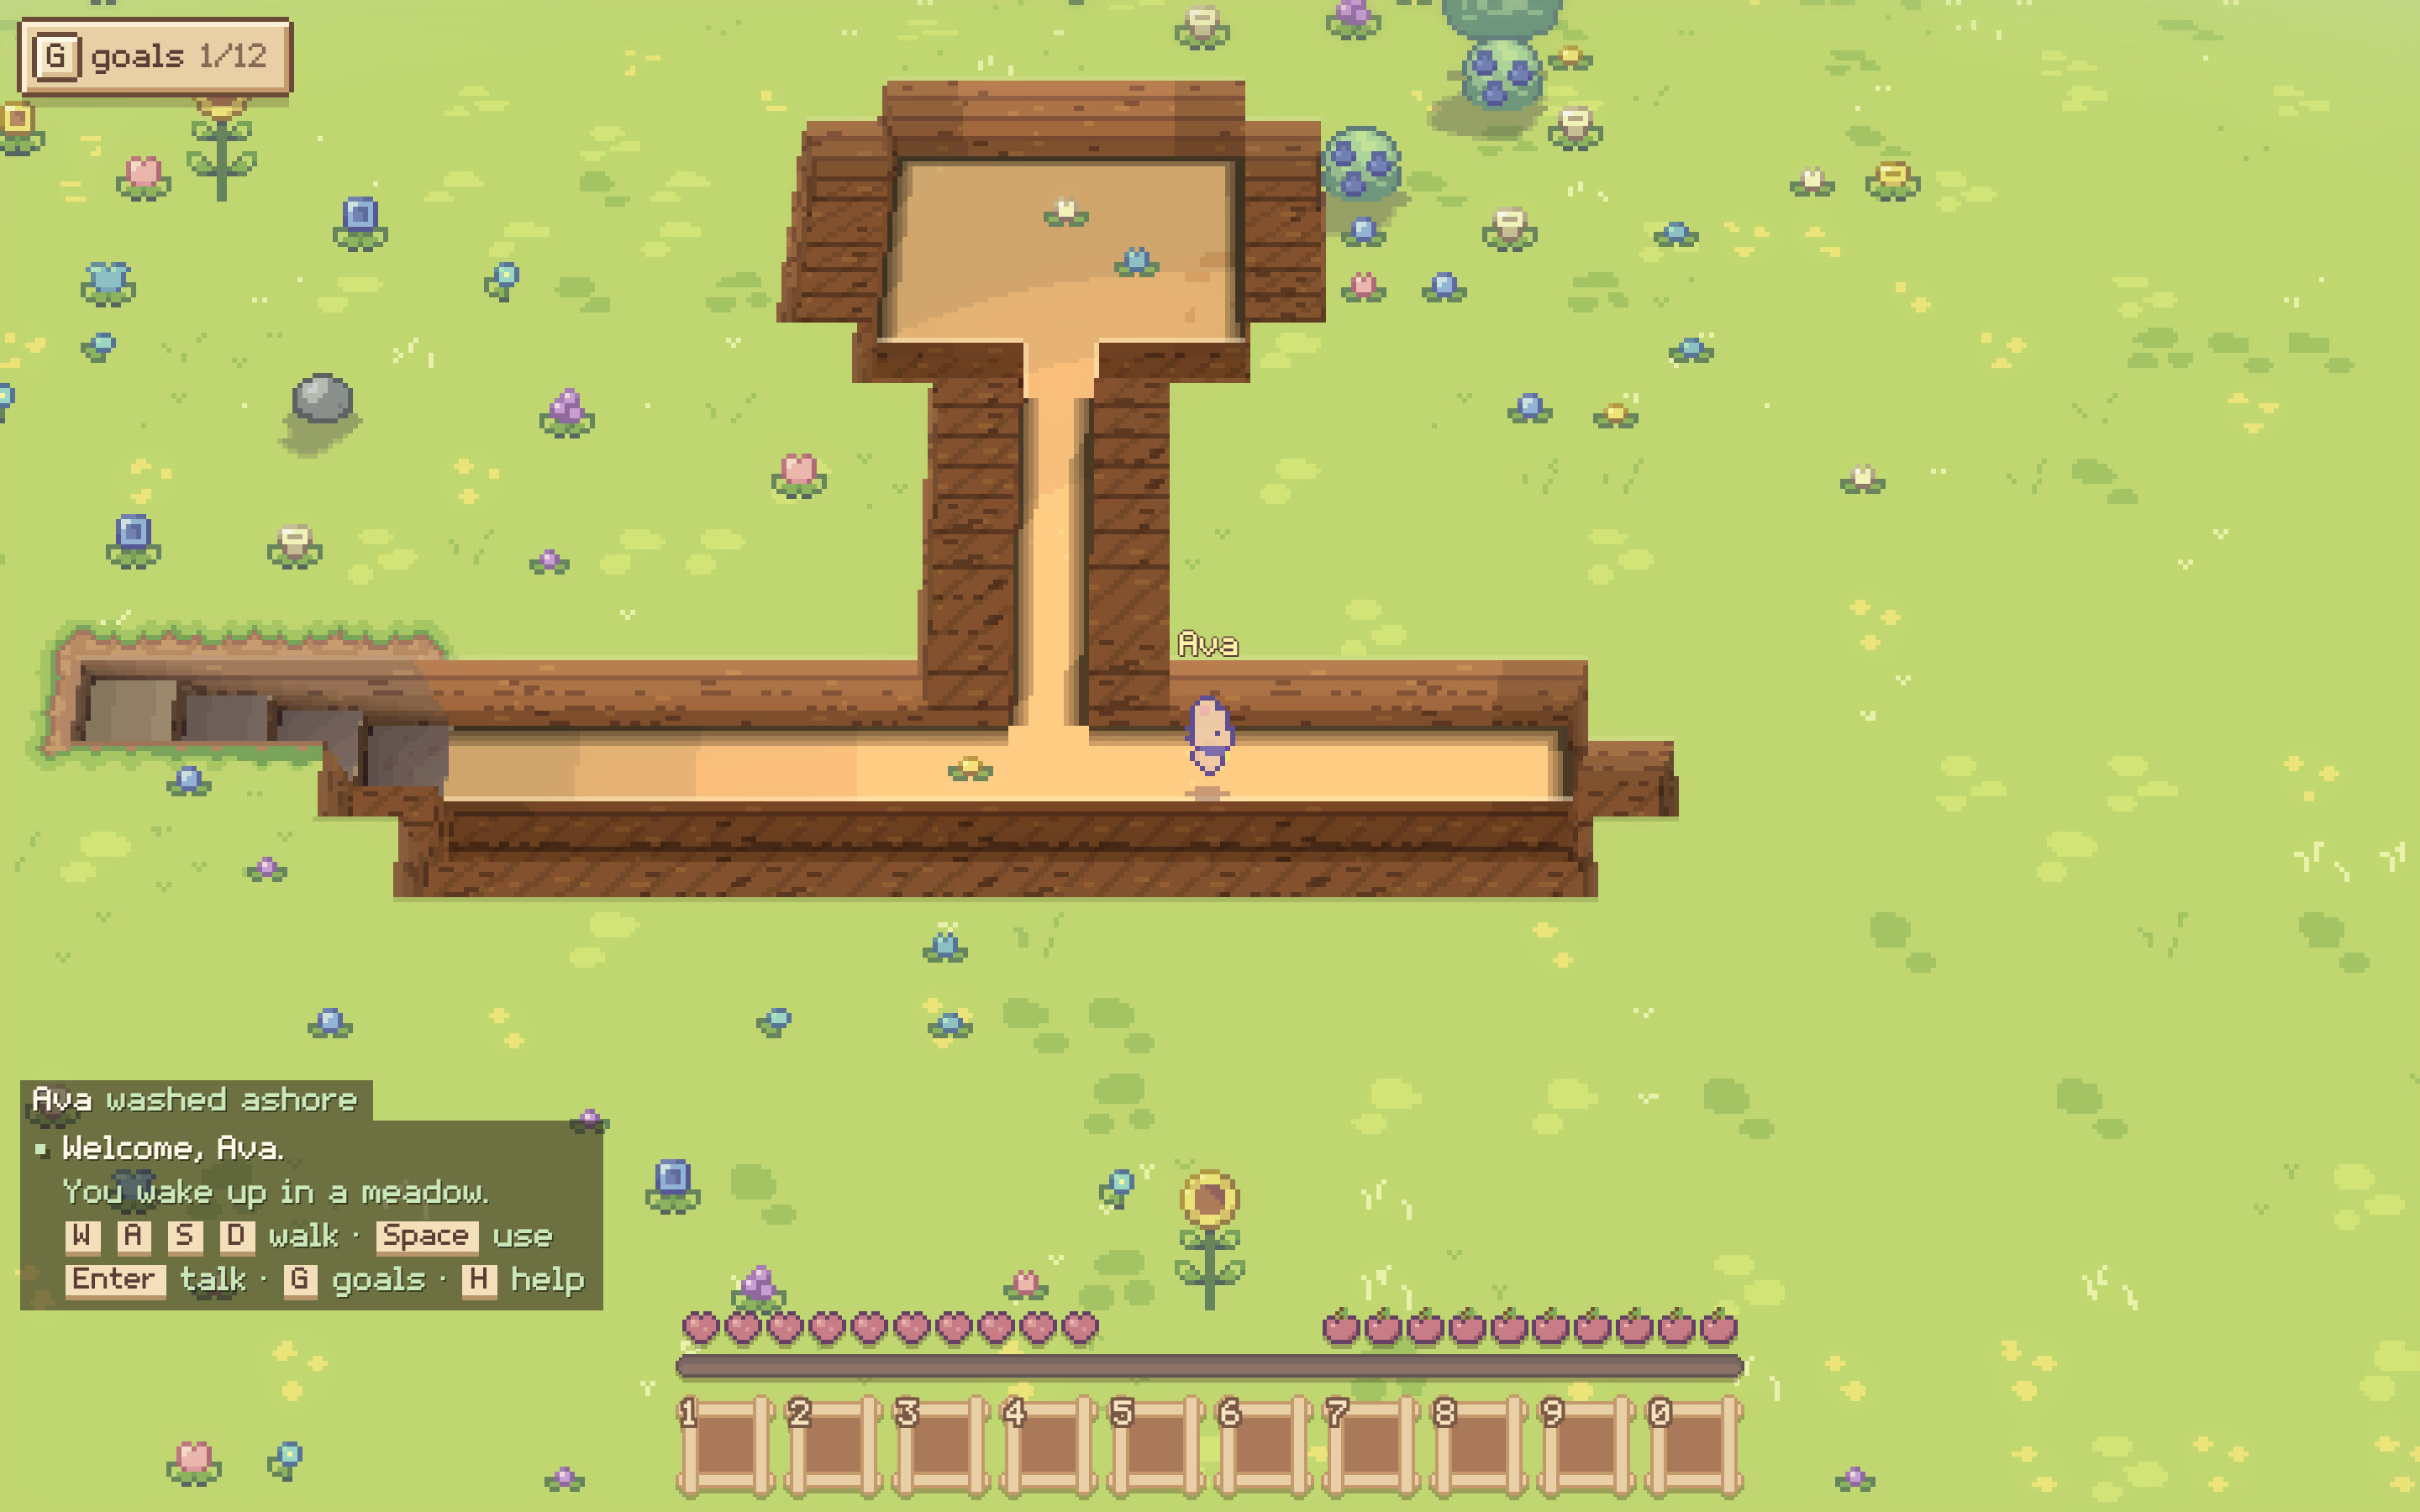 G goals 1/12
Ava
Ava washed ashore
Welcome, Ava.
You wake up in a meadow.
W A S D walk · Space use
Enter talk · G goals · H help
1 2 3 4 5 6 7 8 9 0